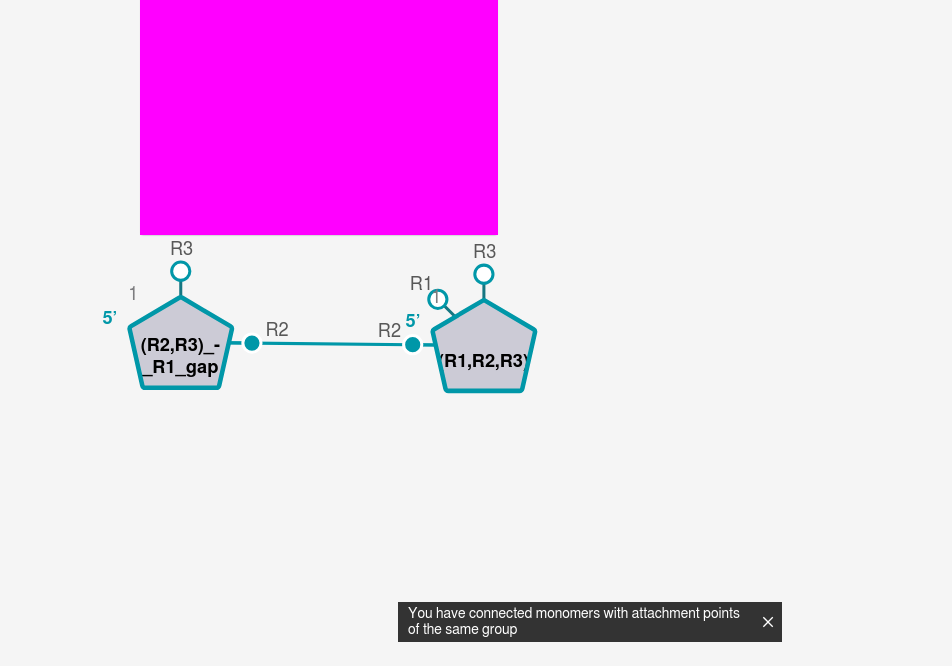 R3
R3
R1
1
1
5’
5’
R2
R2
(R2,R3)_-
_R1_gap
(R1,R2,R3)
You have connected monomers with attachment points
of the same group